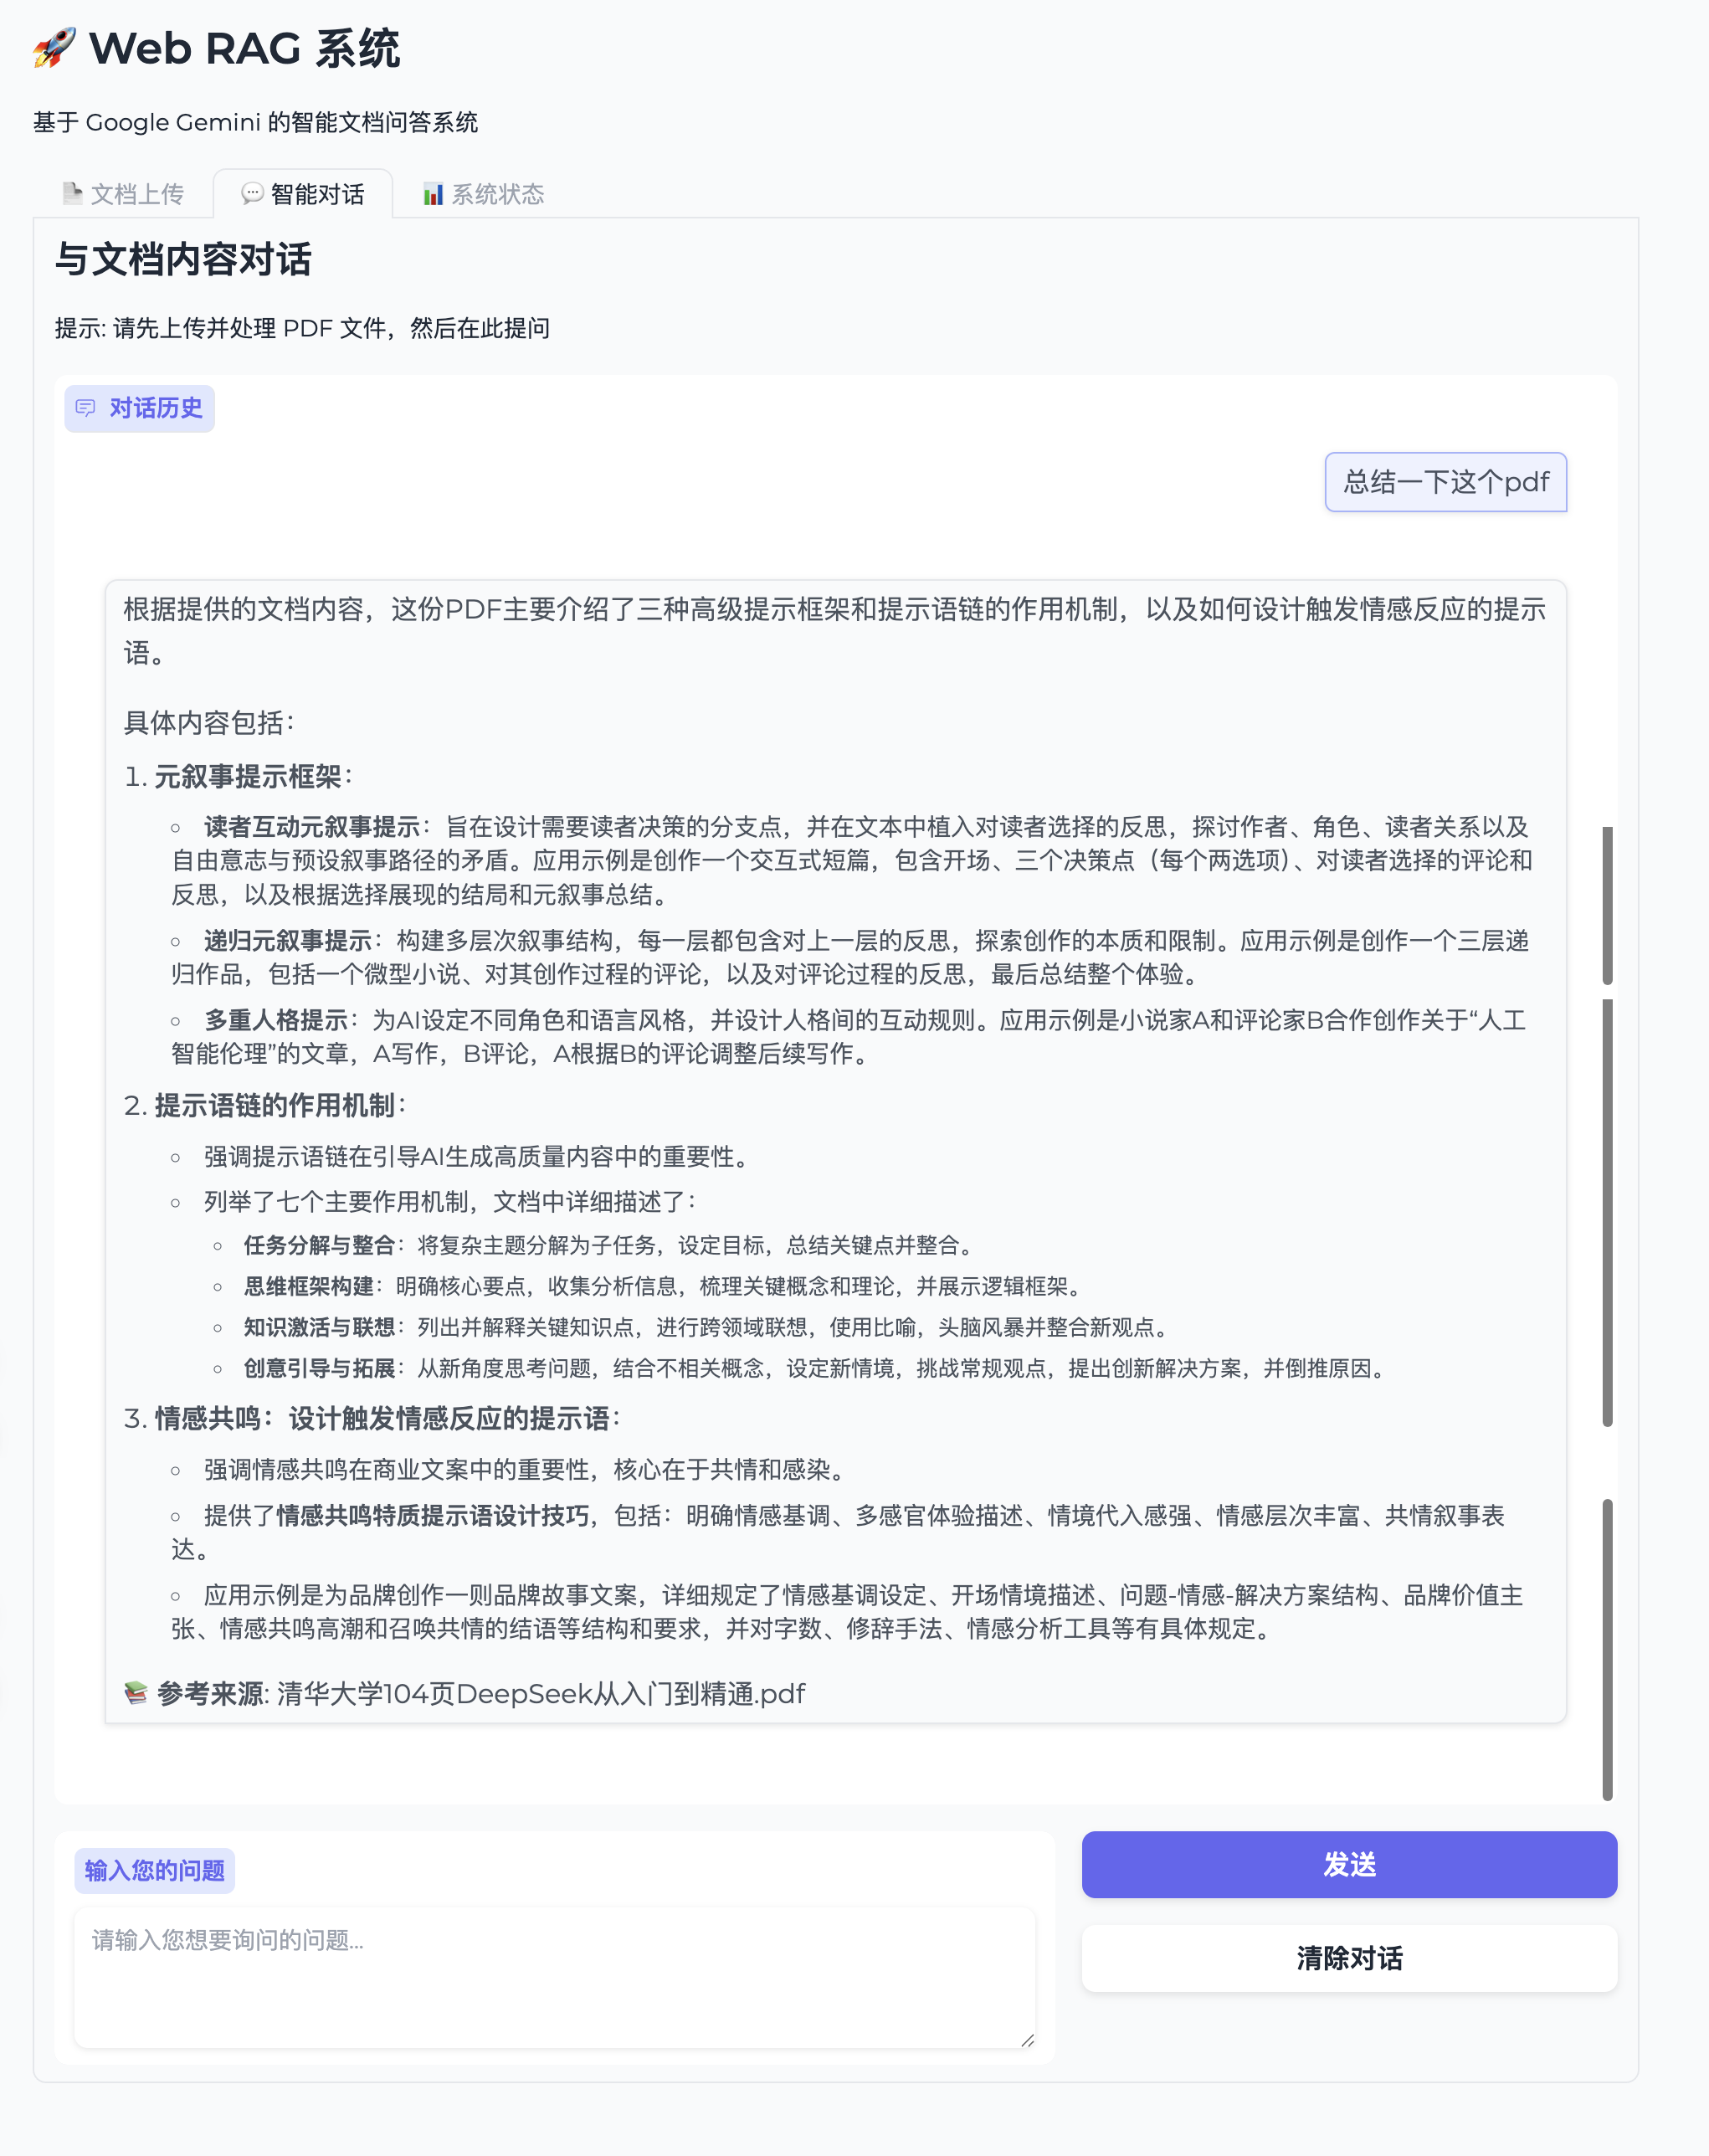 🚀 Web RAG 系统
基于 Google Gemini 的智能文档问答系统
📄 文档上传
💬 智能对话
📊 系统状态
与文档内容对话
提示: 请先上传并处理 PDF 文件，然后在此提问
对话历史
总结一下这个pdf
根据提供的文档内容，这份PDF主要介绍了三种高级提示框架和提示语链的作用机制，以及如何设计触发情感反应的提示
语。
具体内容包括：
1. 元叙事提示框架：
◦ 读者互动元叙事提示：旨在设计需要读者决策的分支点，并在文本中植入对读者选择的反思，探讨作者、角色、读者关系以及
自由意志与预设叙事路径的矛盾。应用示例是创作一个交互式短篇，包含开场、三个决策点（每个两选项）、对读者选择的评论和
反思，以及根据选择展现的结局和元叙事总结。
◦ 递归元叙事提示：构建多层次叙事结构，每一层都包含对上一层的反思，探索创作的本质和限制。应用示例是创作一个三层递
归作品，包括一个微型小说、对其创作过程的评论，以及对评论过程的反思，最后总结整个体验。
◦ 多重人格提示：为AI设定不同角色和语言风格，并设计人格间的互动规则。应用示例是小说家A和评论家B合作创作关于“人工
智能伦理”的文章，A写作，B评论，A根据B的评论调整后续写作。
2. 提示语链的作用机制：
◦ 强调提示语链在引导AI生成高质量内容中的重要性。
◦ 列举了七个主要作用机制，文档中详细描述了：
◦ 任务分解与整合：将复杂主题分解为子任务，设定目标，总结关键点并整合。
◦ 思维框架构建：明确核心要点，收集分析信息，梳理关键概念和理论，并展示逻辑框架。
◦ 知识激活与联想：列出并解释关键知识点，进行跨领域联想，使用比喻，头脑风暴并整合新观点。
◦ 创意引导与拓展：从新角度思考问题，结合不相关概念，设定新情境，挑战常规观点，提出创新解决方案，并倒推原因。
3. 情感共鸣：设计触发情感反应的提示语：
◦ 强调情感共鸣在商业文案中的重要性，核心在于共情和感染。
◦ 提供了情感共鸣特质提示语设计技巧，包括：明确情感基调、多感官体验描述、情境代入感强、情感层次丰富、共情叙事表
达。
◦ 应用示例是为品牌创作一则品牌故事文案，详细规定了情感基调设定、开场情境描述、问题-情感-解决方案结构、品牌价值主
张、情感共鸣高潮和召唤共情的结语等结构和要求，并对字数、修辞手法、情感分析工具等有具体规定。
📚 参考来源: 清华大学104页DeepSeek从入门到精通.pdf
输入您的问题
请输入您想要询问的问题...
发送
清除对话